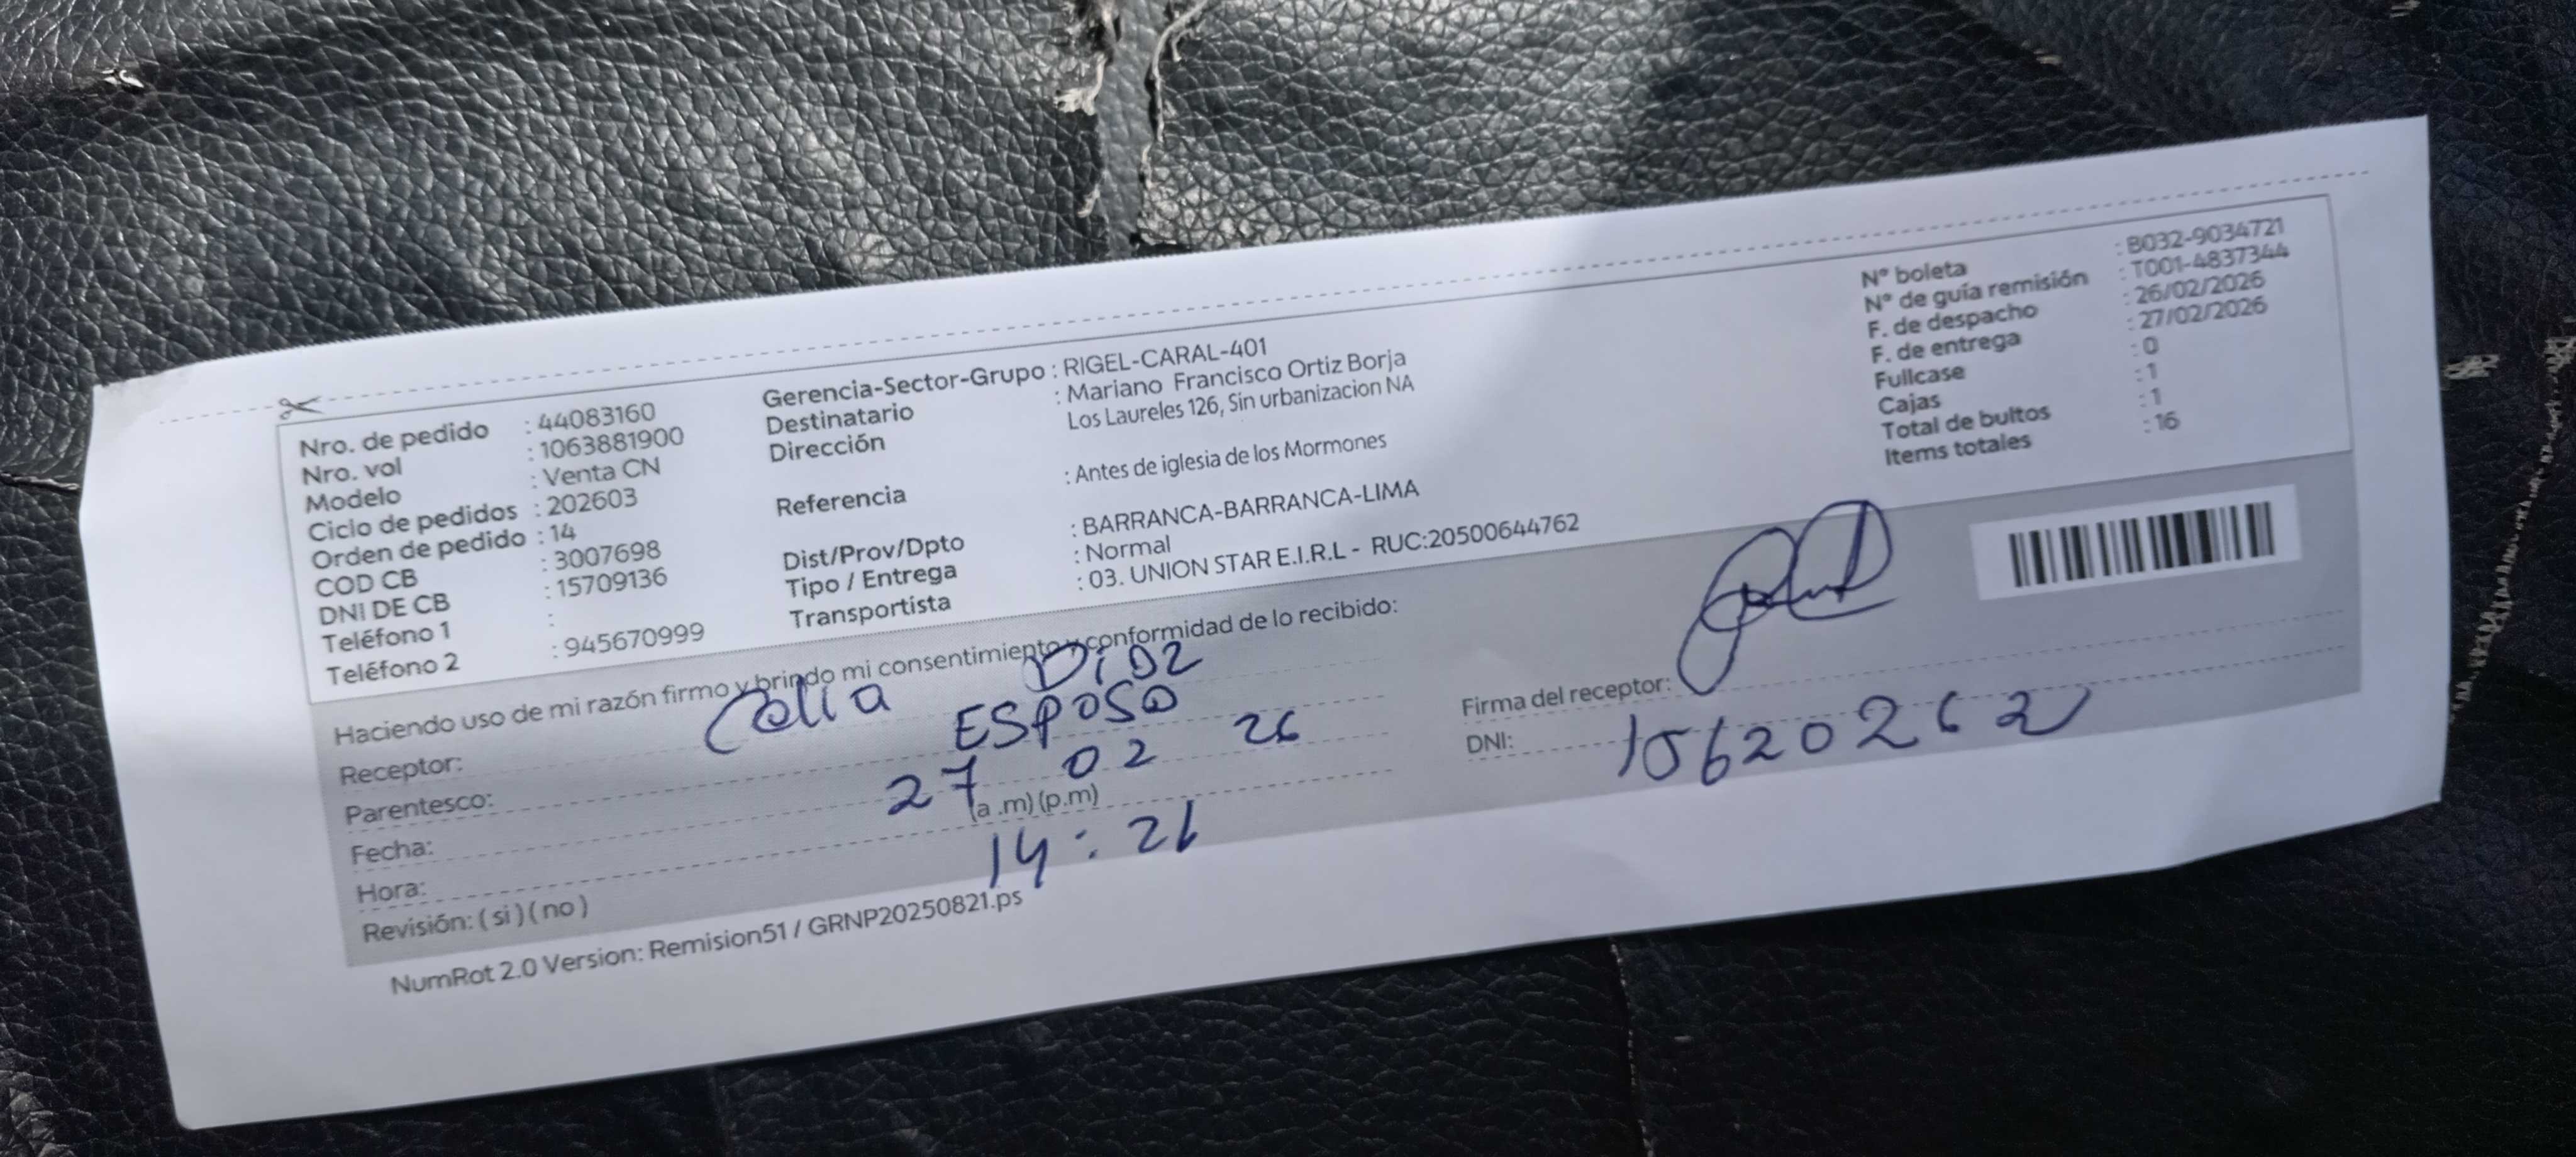 Nro. de pedido : 44083160
Nro. vol : 1063881900
Modelo : Venta CN
Ciclo de pedidos : 202603
Orden de pedido : 14
COD CB : 3007698
DNI DE CB : 15709136
Teléfono 1 :
Teléfono 2 : 945670999
Gerencia-Sector-Grupo : RIGEL-CARAL-401
Destinatario : Mariano Francisco Ortiz Borja
Dirección Los Laureles 126, Sin urbanizacion NA
Referencia : Antes de iglesia de los Mormones
Dist/Prov/Dpto : BARRANCA-BARRANCA-LIMA
Tipo / Entrega : Normal
Transportista : 03. UNION STAR E.I.R.L - RUC:20500644762
N° boleta : B032-9034721
N° de guía remisión : T001-4837344
F. de despacho : 26/02/2026
F. de entrega : 27/02/2026
Fullcase : 0
Cajas : 1
Total de bultos : 1
Items totales : 16
Haciendo uso de mi razón firmo y brindo mi consentimiento y conformidad de lo recibido:
Receptor: Celia Diaz
Parentesco: ESPOSA
Fecha: 27 02 26
Hora: (a .m) (p.m) 14:21
Revisión: ( si ) ( no )
Firma del receptor:
DNI: 15620262
NumRot 2.0 Version: Remision51 / GRNP20250821.ps